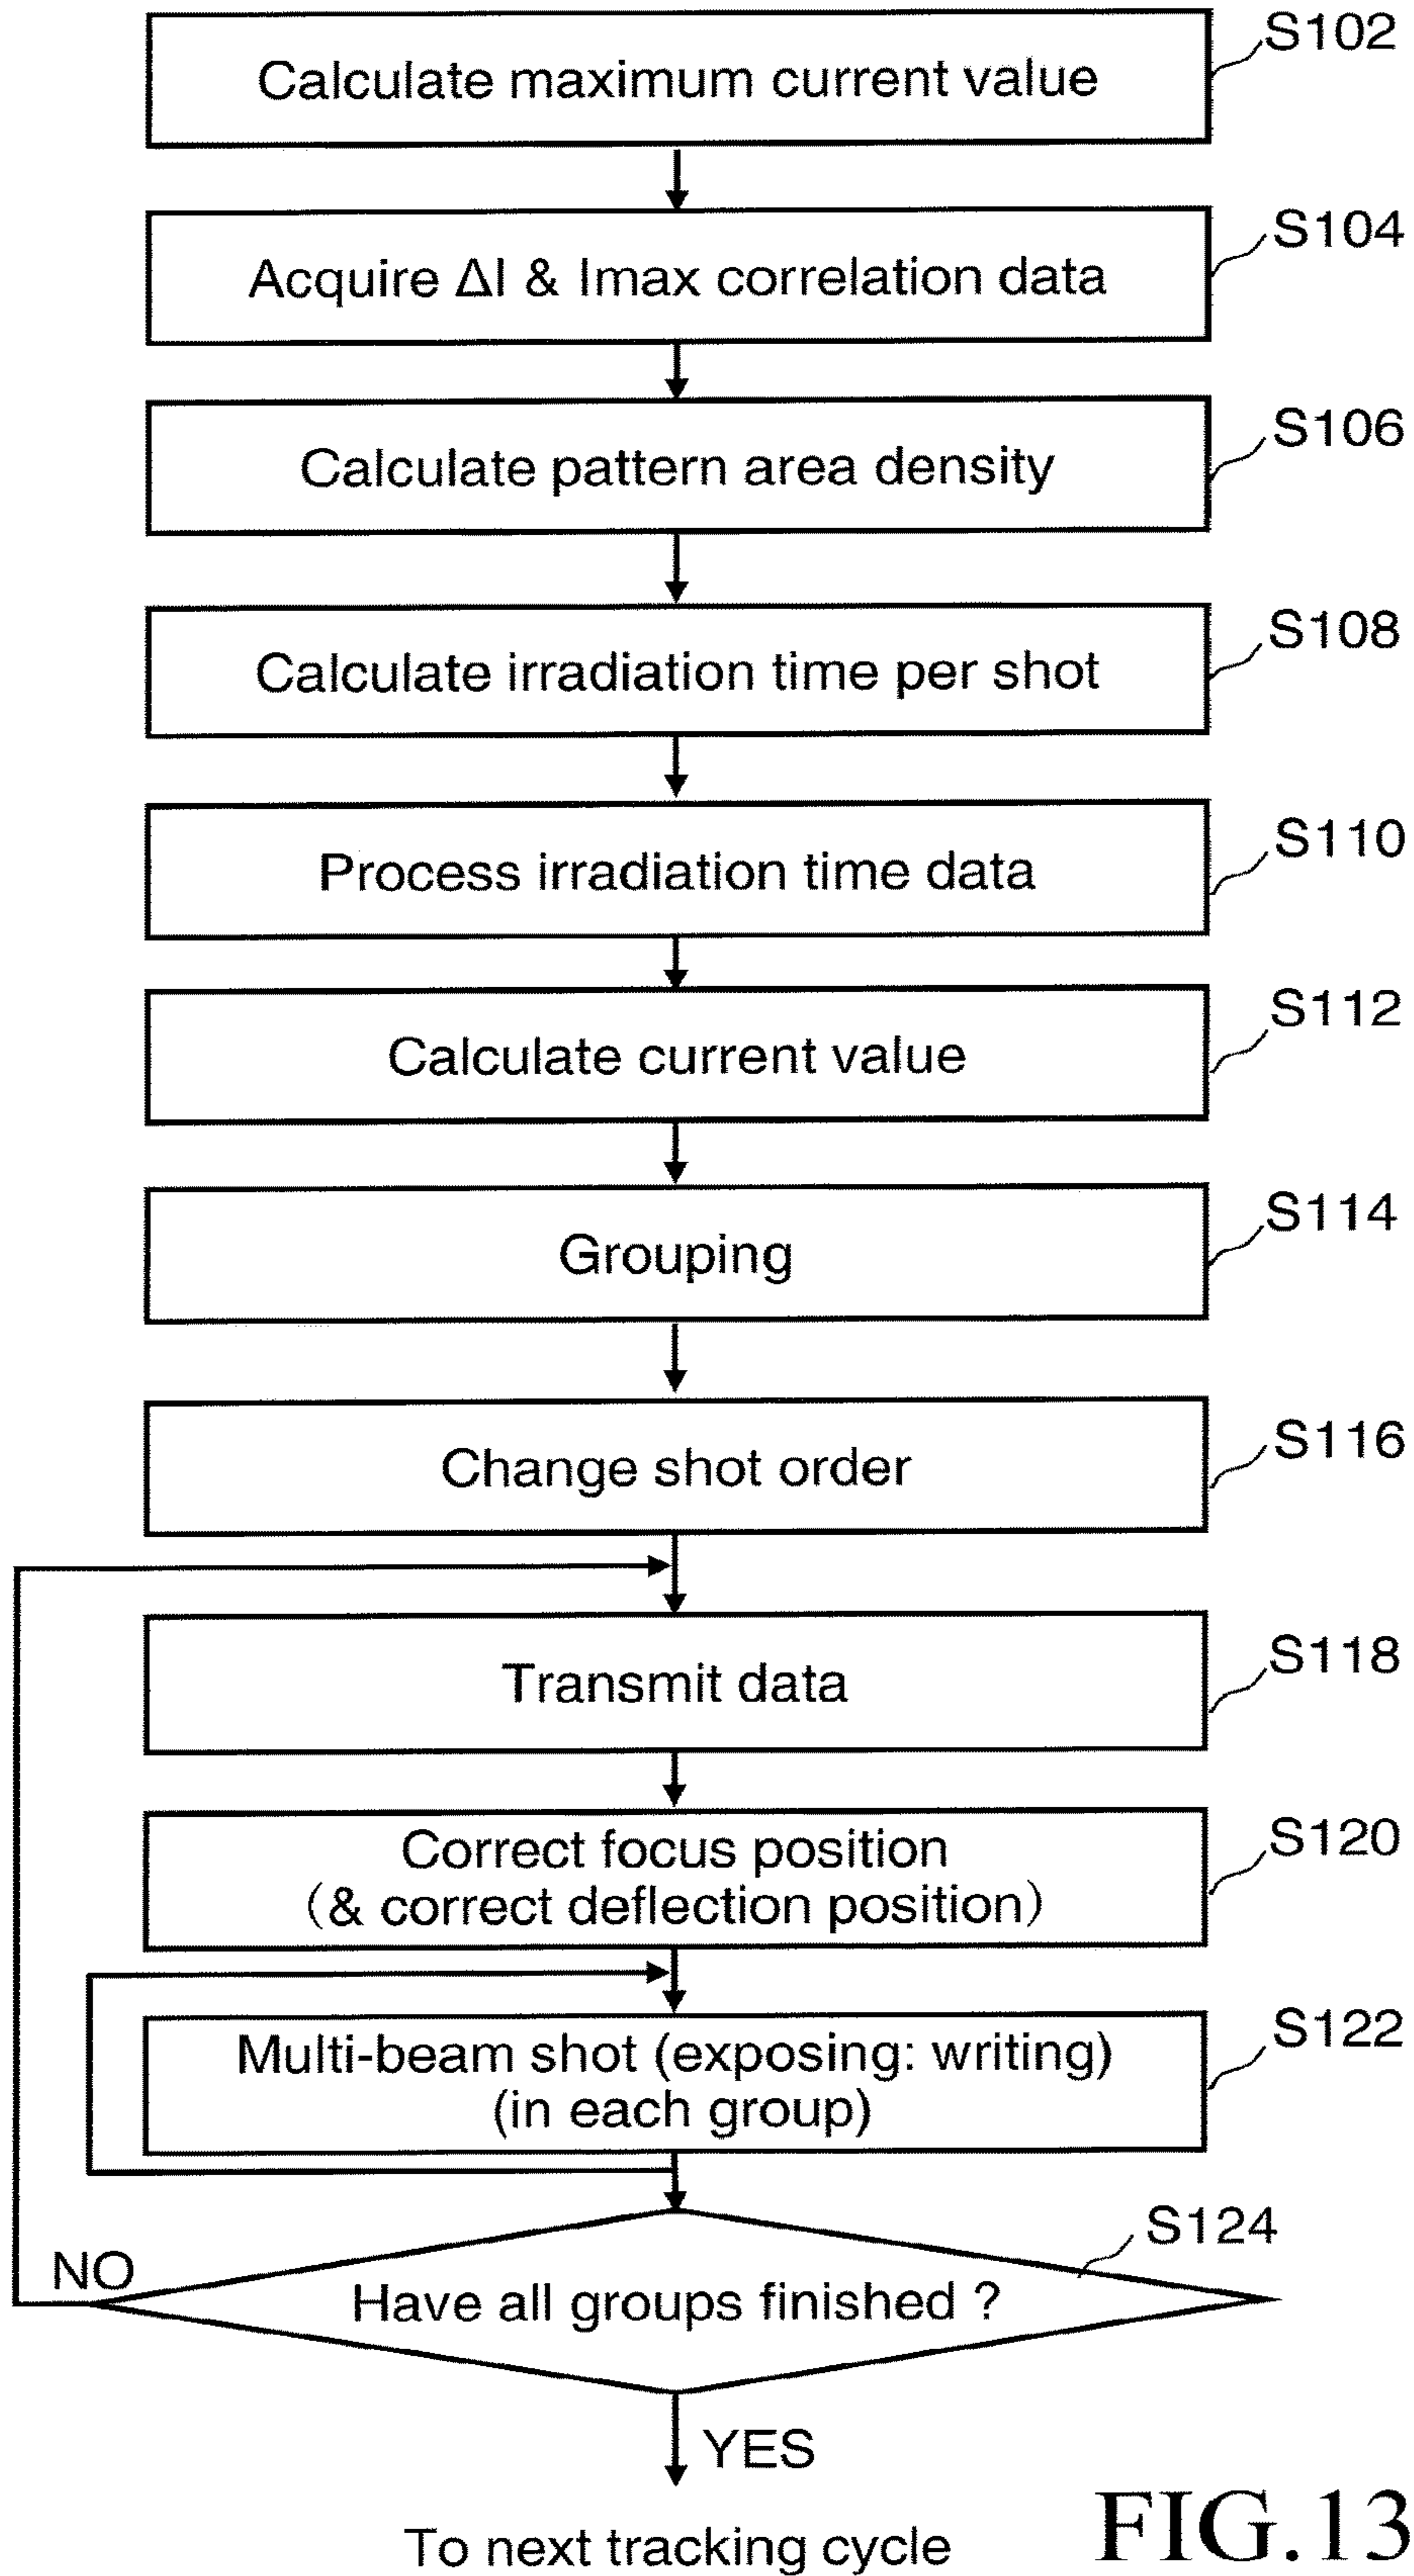 Calculate maximum current value
S102
Acquire ΔI & Imax correlation data
S104
Calculate pattern area density
S106
Calculate irradiation time per shot
S108
Process irradiation time data
S110
Calculate current value
S112
Grouping
S114
Change shot order
S116
Transmit data
S118
Correct focus position
(& correct deflection position)
S120
Multi-beam shot (exposing: writing)
(in each group)
S122
S124
NO
Have all groups finished ?
YES
To next tracking cycle
FIG.13